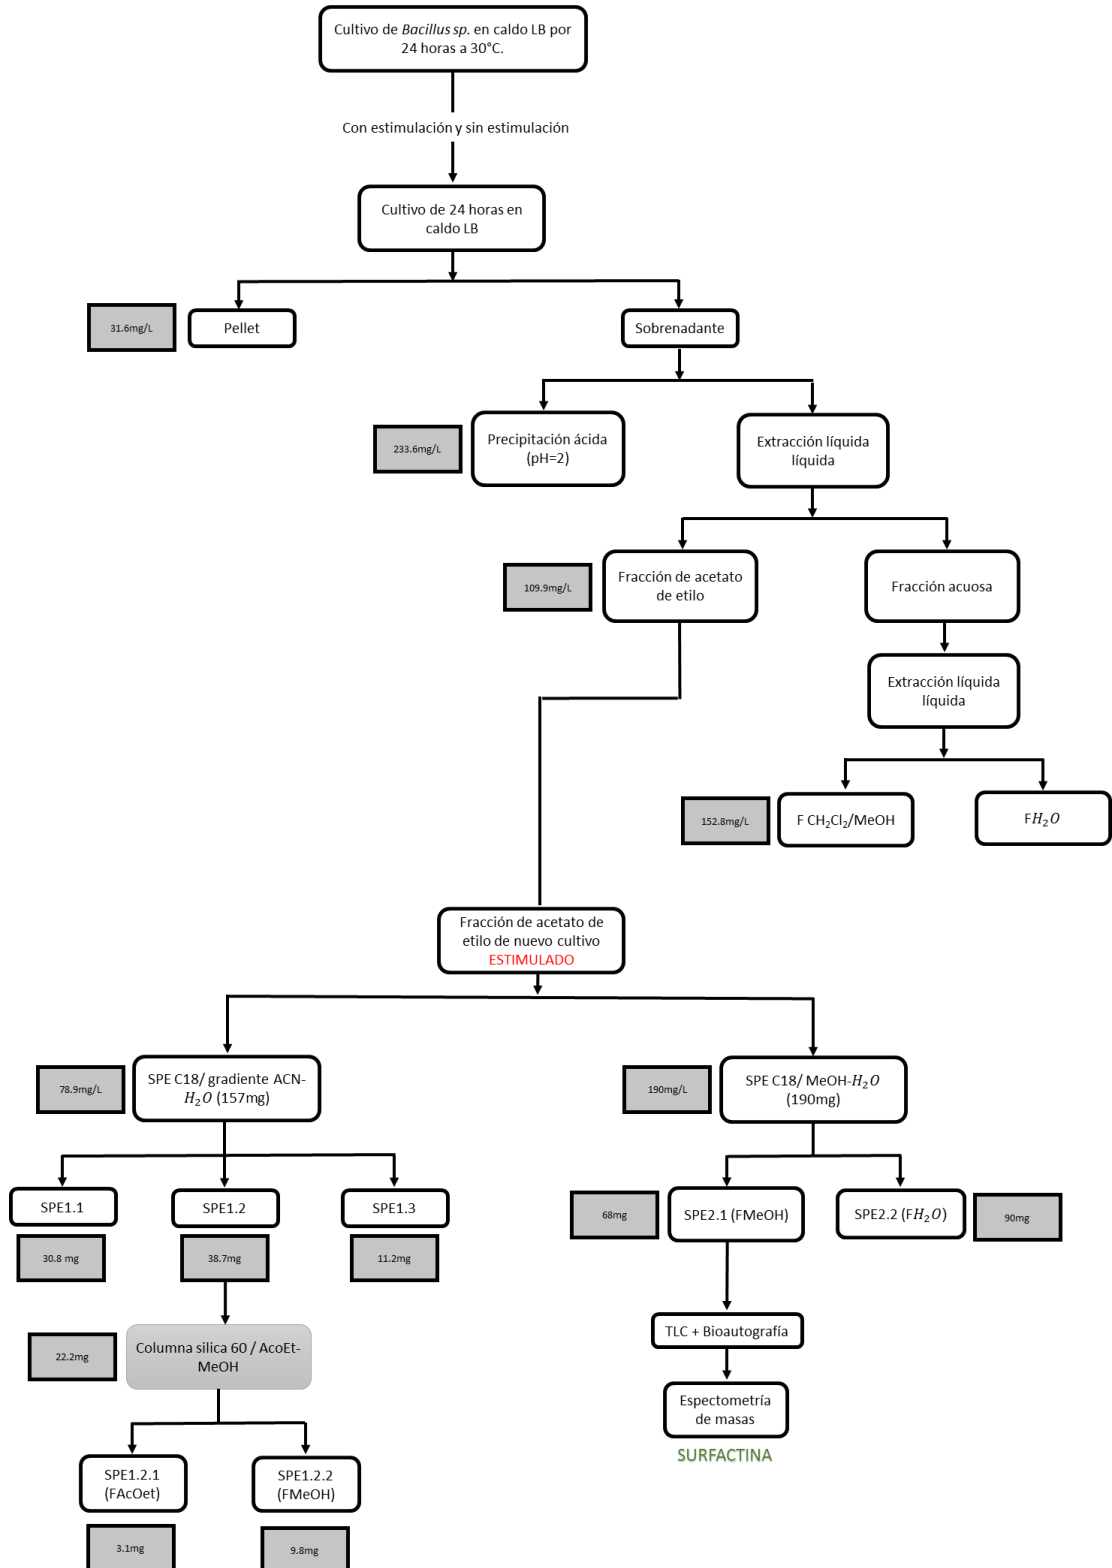 Cultivo de Bacillus sp. en caldo LB por
24 horas a 30°C.
Con estimulación y sin estimulación
Cultivo de 24 horas en
caldo LB
31.6mg/L
Pellet
Sobrenadante
233.6mg/L
Precipitación ácida
(pH=2)
Extracción líquida
líquida
109.9mg/L
Fracción de acetato
de etilo
Fracción acuosa
Extracción líquida
líquida
152.8mg/L
F CH₂Cl₂/MeOH
FH₂O
Fracción de acetato de
etilo de nuevo cultivo
ESTIMULADO
78.9mg/L
SPE C18/ gradiente ACN-
H₂O (157mg)
190mg/L
SPE C18/ MeOH-H₂O
(190mg)
SPE1.1
SPE1.2
SPE1.3
30.8 mg
38.7mg
11.2mg
68mg
SPE2.1 (FMeOH)
SPE2.2 (FH₂O)
90mg
22.2mg
Columna silica 60 / AcoEt-
MeOH
TLC + Bioautografía
Espectometría
de masas
SURFACTINA
SPE1.2.1
(FAcOet)
SPE1.2.2
(FMeOH)
3.1mg
9.8mg